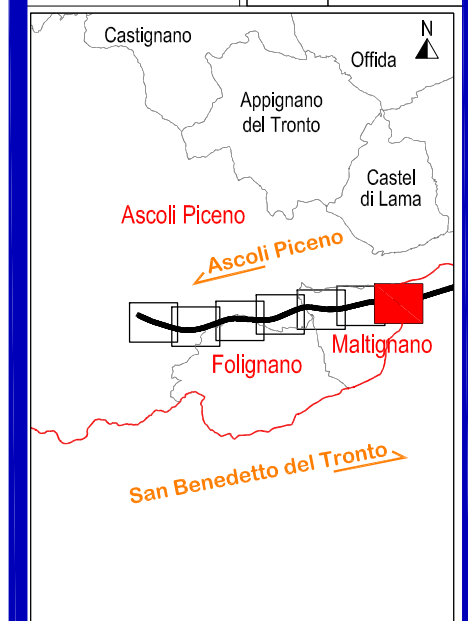 Castignano
N
Offida
Appignano
del Tronto
Castel
di Lama
Ascoli Piceno
Ascoli Piceno
Maltignano
Folignano
San Benedetto del Tronto